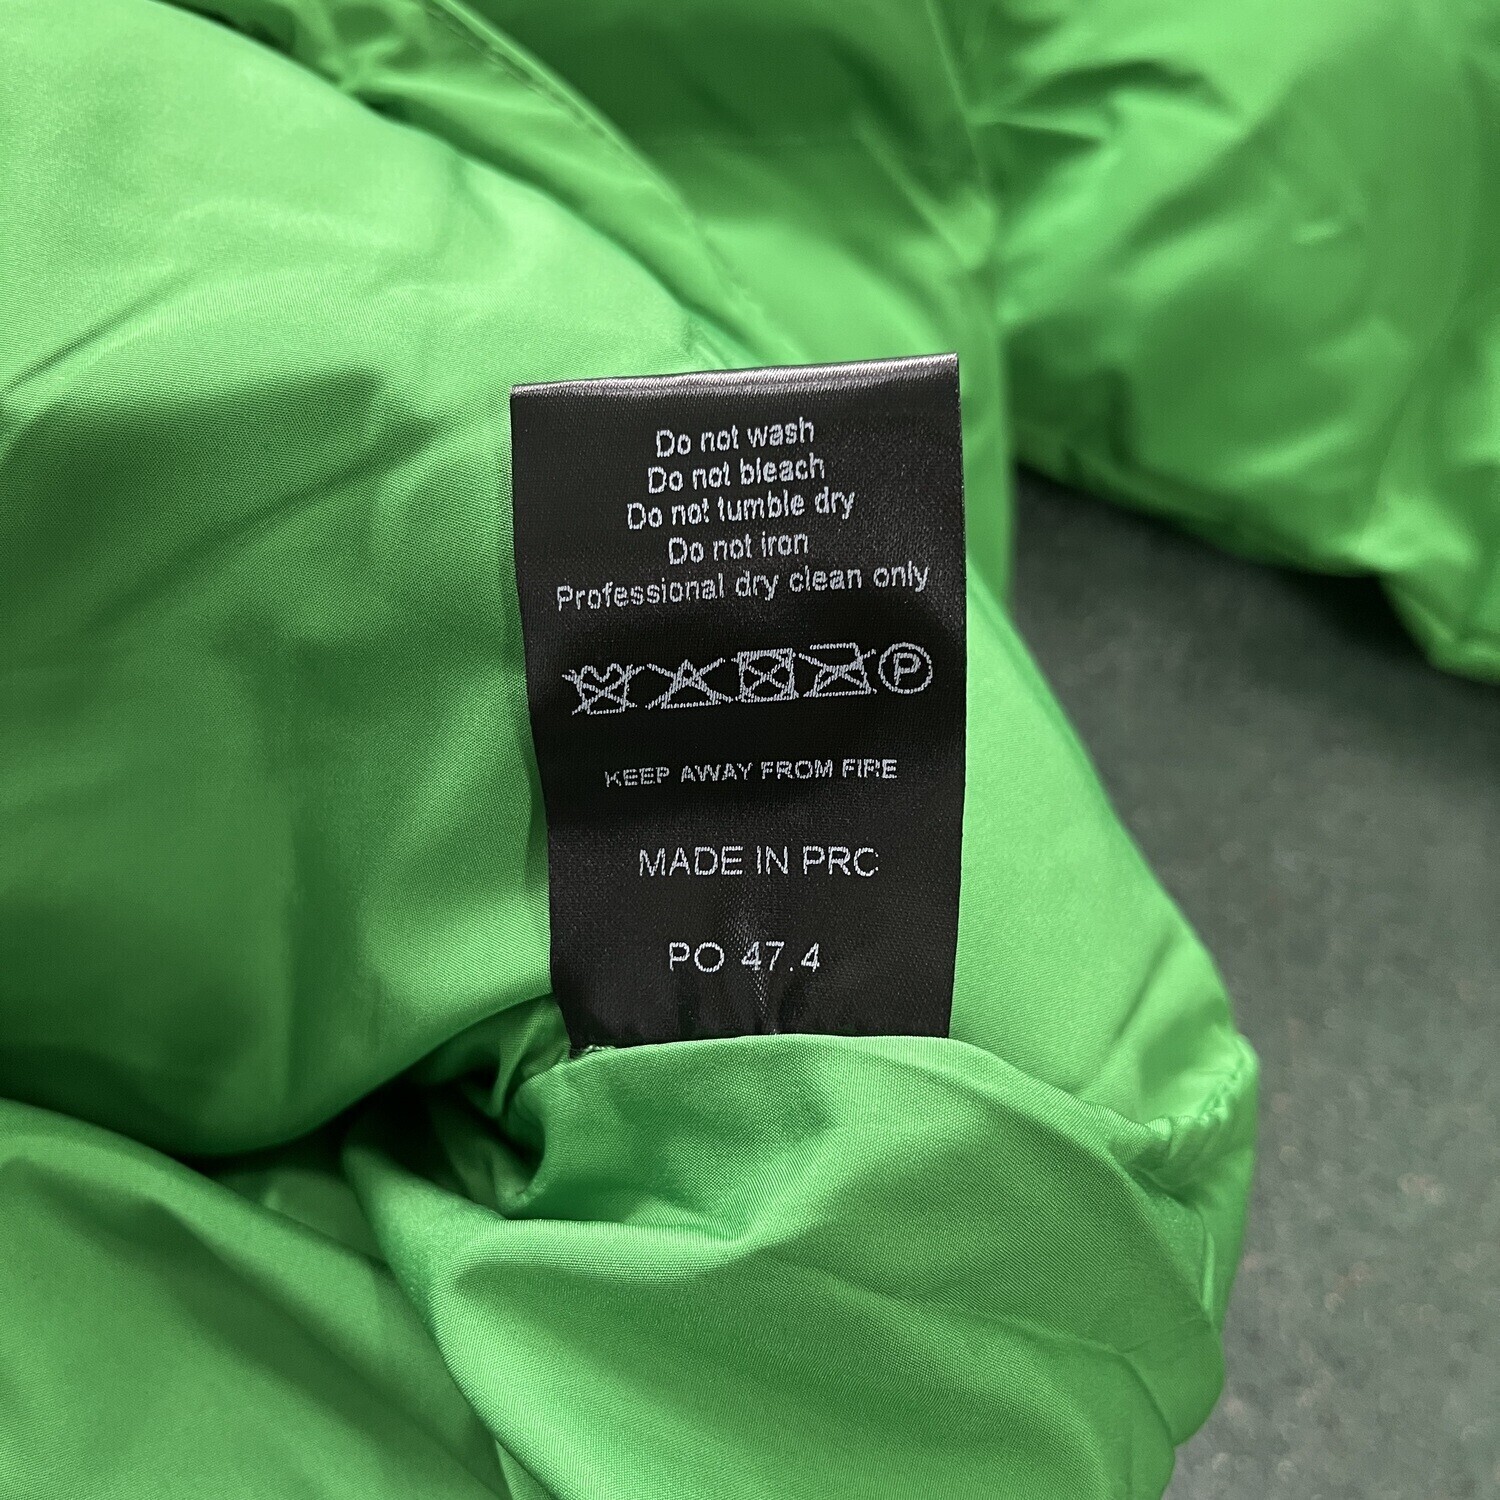 Do not wash
Do not bleach
Do not tumble dry
Do not iron
Professional dry clean only
P
KEEP AWAY FROM FIRE
MADE IN PRC
PO 47.4